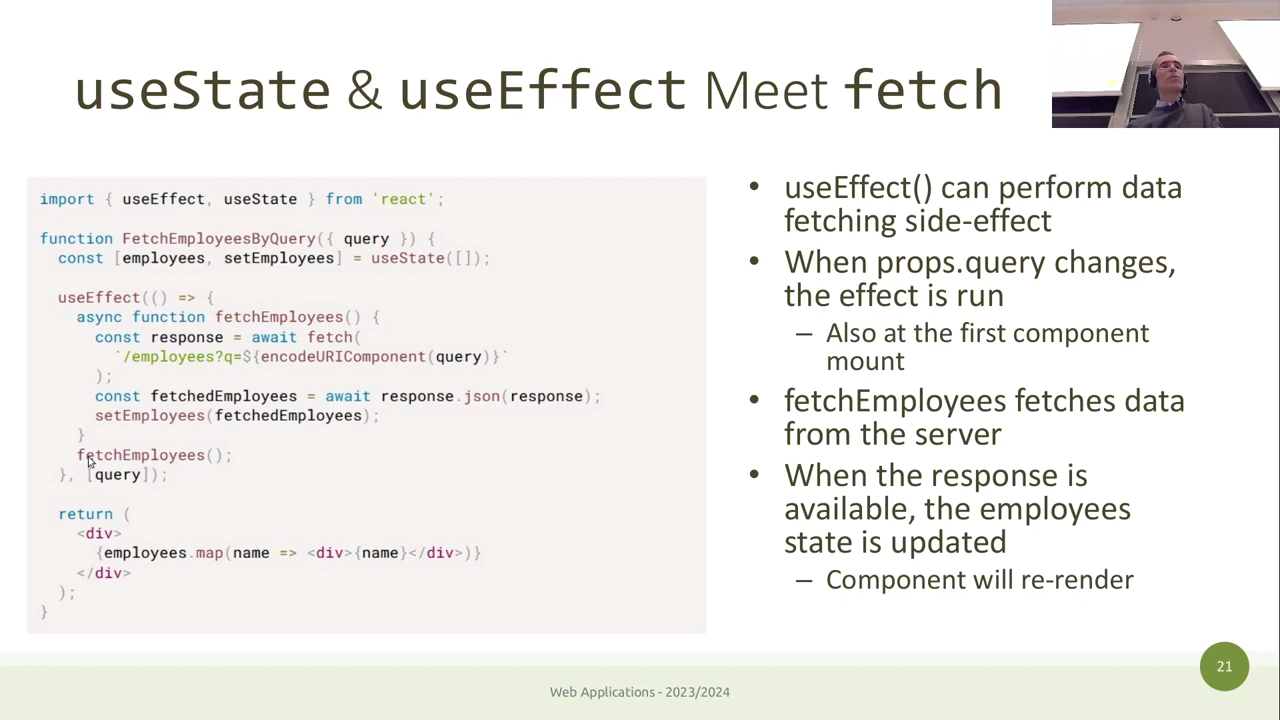 useState & useEffect Meet fetch
import { useEffect, useState } from 'react';
function FetchEmployeesByQuery({ query }) {
const [employees, setEmployees] = useState([]);
useEffect(() => {
async function fetchEmployees() {
const response = await fetch(
`/employees?q=${encodeURIComponent(query)}`
);
const fetchedEmployees = await response.json(response);
setEmployees(fetchedEmployees);
}
fetchEmployees();
}, [query]);
return (
<div>
{employees.map(name => <div>{name}</div>)}
</div>
);
}
• useEffect() can perform data
fetching side-effect
• When props.query changes,
the effect is run
– Also at the first component
mount
• fetchEmployees fetches data
from the server
• When the response is
available, the employees
state is updated
– Component will re-render
21
Web Applications - 2023/2024